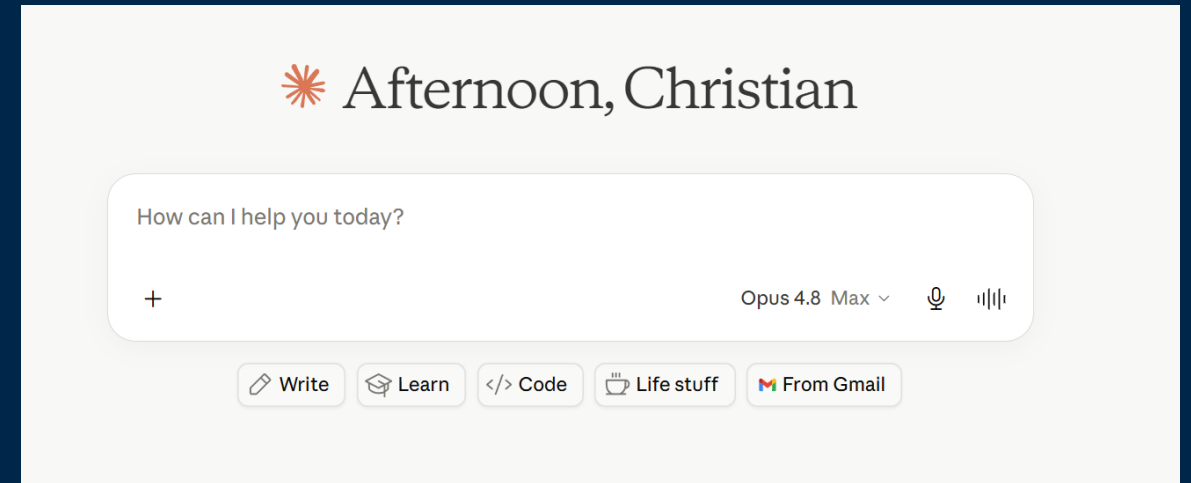 Afternoon, Christian
How can I help you today?
Opus 4.8 Max
Write Learn </> Code Life stuff From Gmail